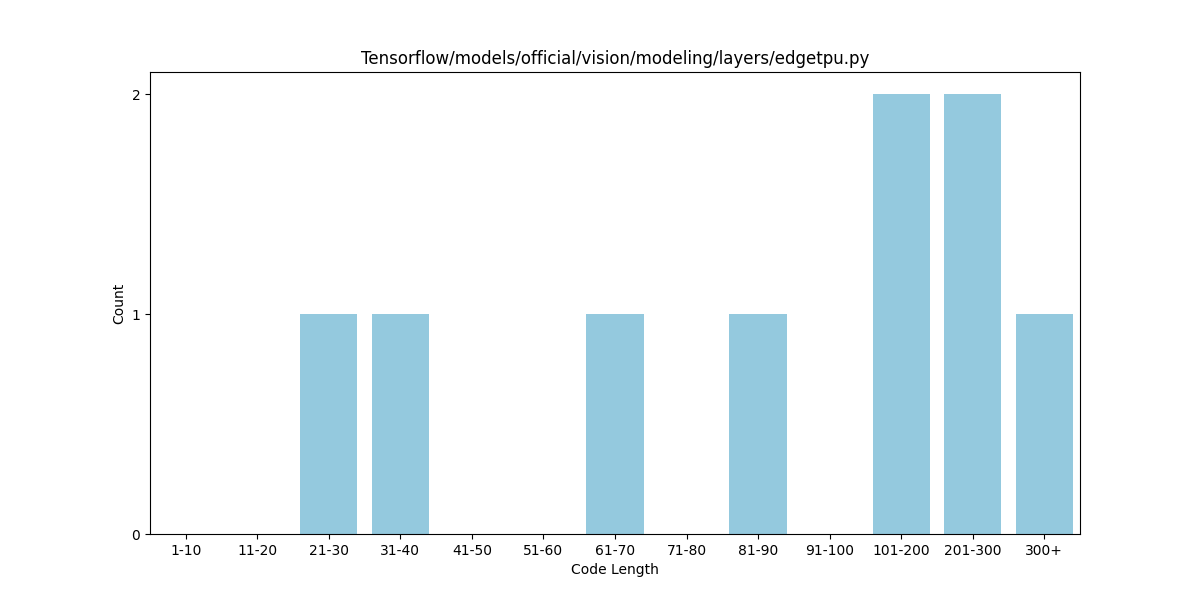 Tensorflow/models/official/vision/modeling/layers/edgetpu.py
2
1
0
Count
1-10 11-20 21-30 31-40 41-50 51-60 61-70 71-80 81-90 91-100 101-200 201-300 300+
Code Length